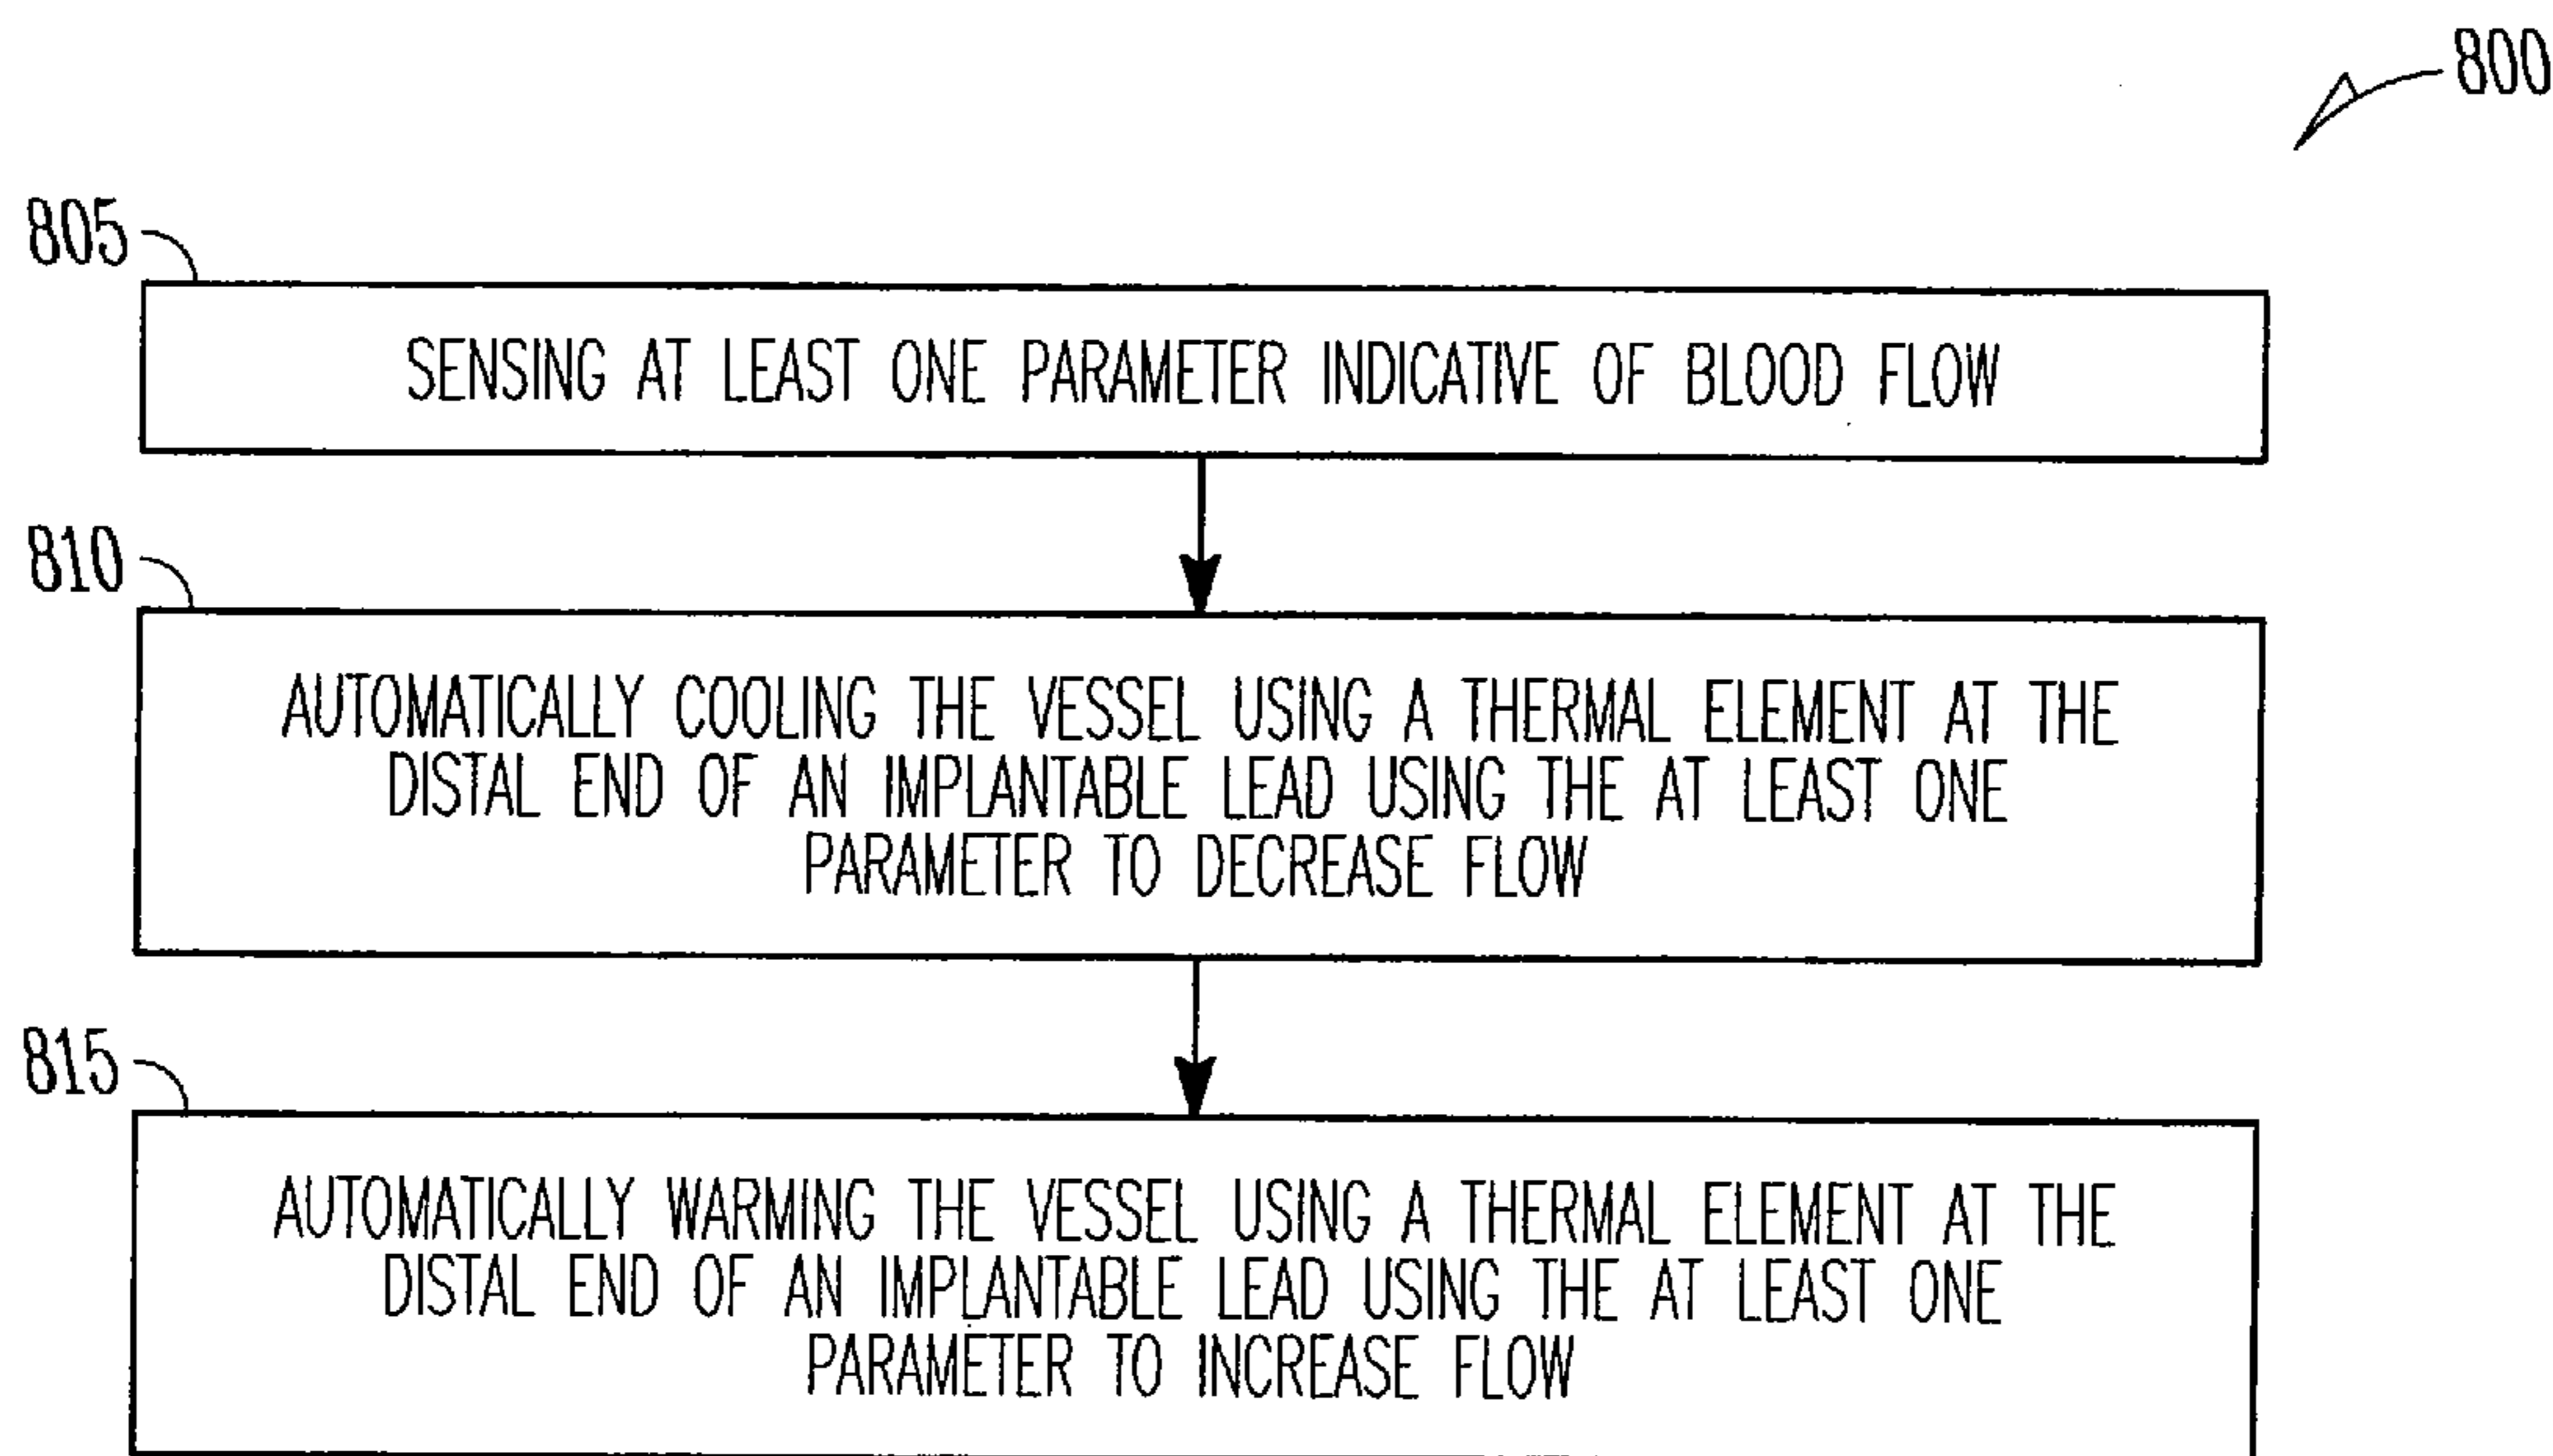 800
805
SENSING AT LEAST ONE PARAMETER INDICATIVE OF BLOOD FLOW
810
AUTOMATICALLY COOLING THE VESSEL USING A THERMAL ELEMENT AT THE
DISTAL END OF AN IMPLANTABLE LEAD USING THE AT LEAST ONE
PARAMETER TO DECREASE FLOW
815
AUTOMATICALLY WARMING THE VESSEL USING A THERMAL ELEMENT AT THE
DISTAL END OF AN IMPLANTABLE LEAD USING THE AT LEAST ONE
PARAMETER TO INCREASE FLOW